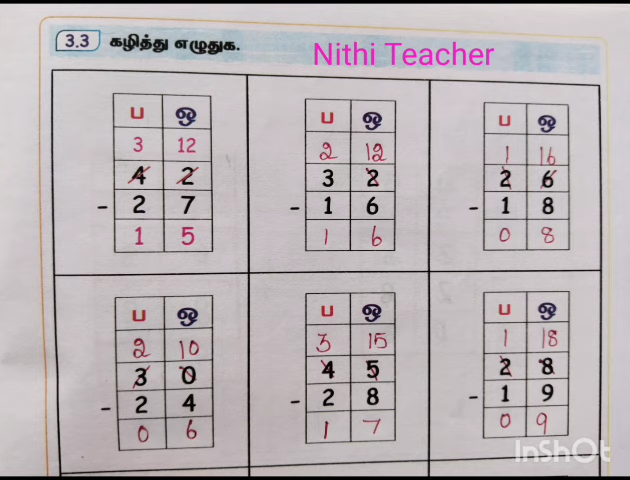 3.3 கழித்து எழுதுக.
Nithi Teacher
ப ஒ
3 12
4 2
- 2 7
1 5
ப ஒ
2 12
3 2
- 1 6
1 6
ப ஒ
1 16
2 6
- 1 8
0 8
ப ஒ
2 10
3 0
- 2 4
0 6
ப ஒ
3 15
4 5
- 2 8
1 7
ப ஒ
1 18
2 8
- 1 9
0 9
InShOt